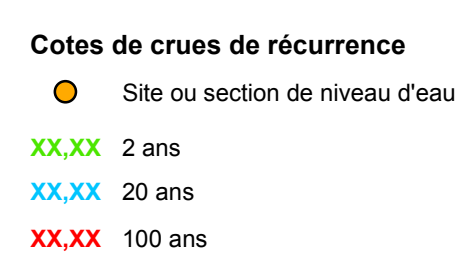 Cotes de crues de récurrence
Site ou section de niveau d'eau
XX,XX 2 ans
XX,XX 20 ans
XX,XX 100 ans